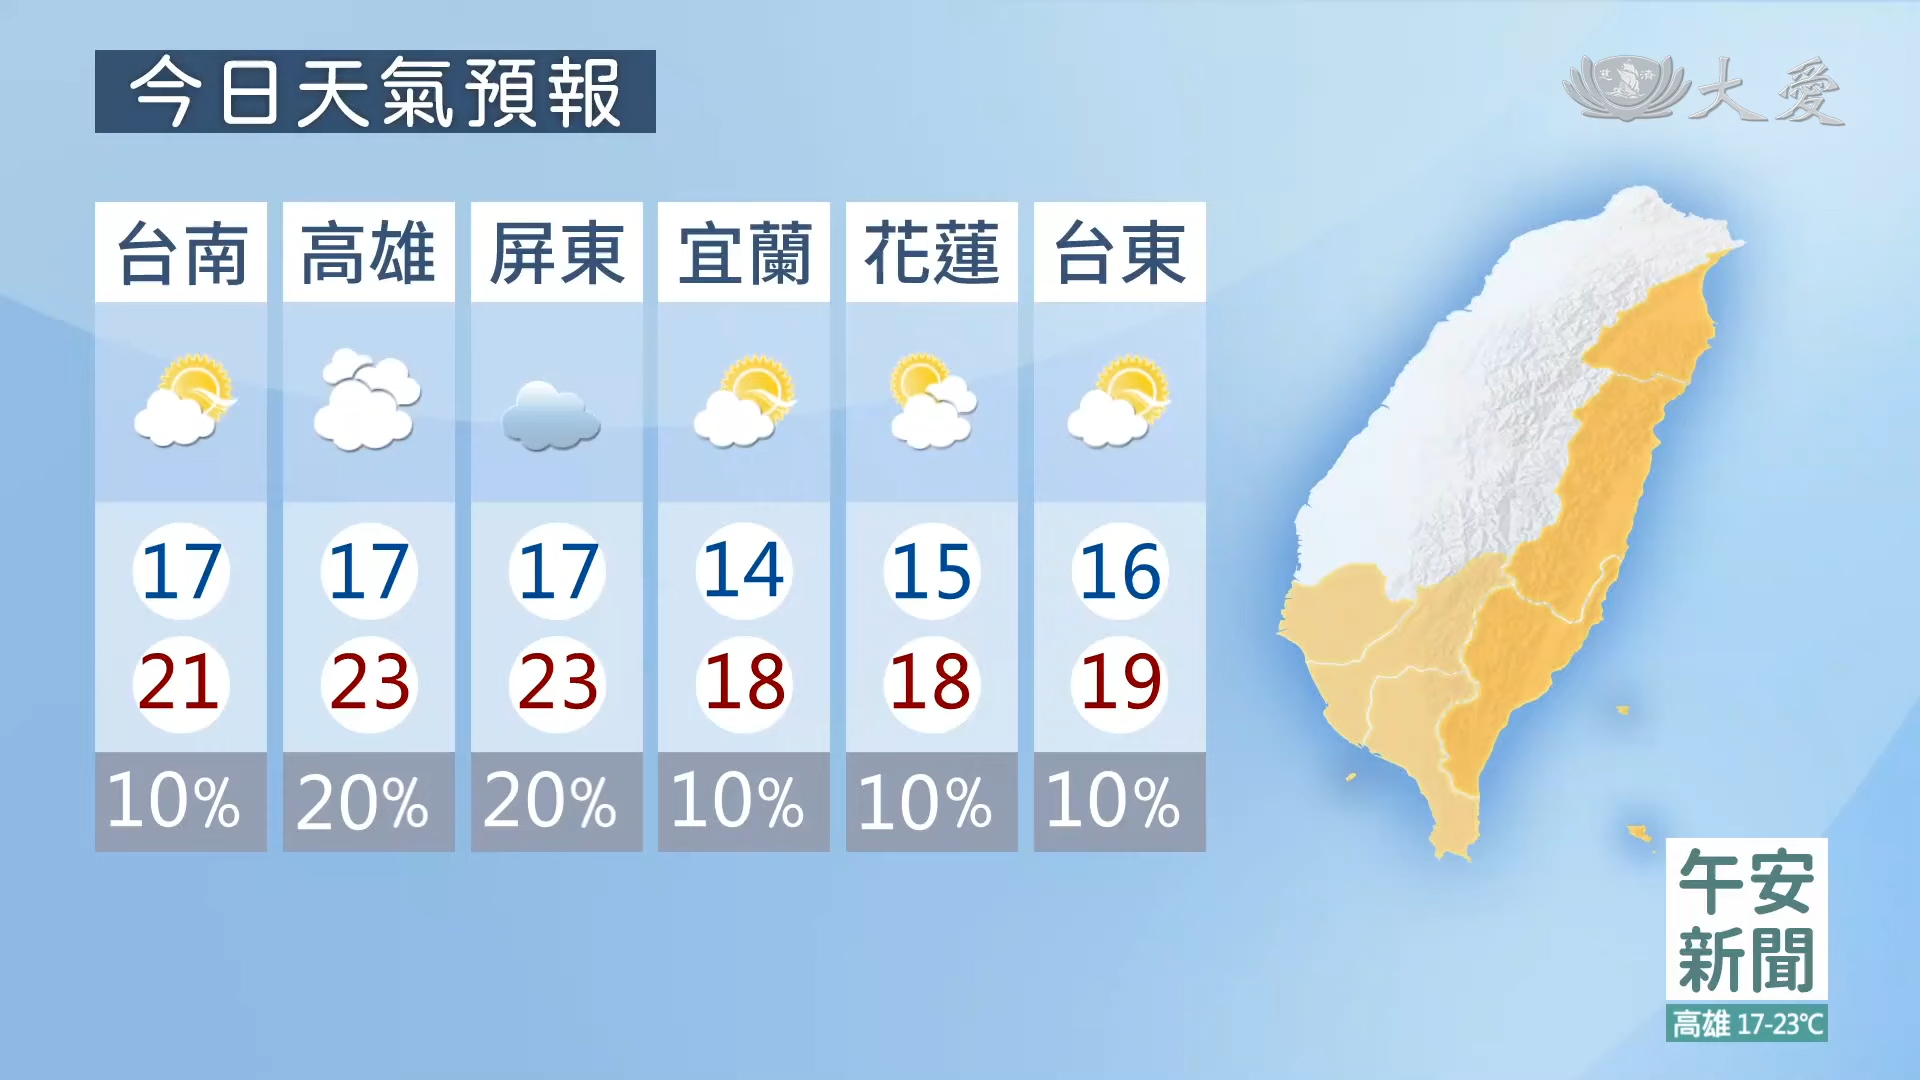 今日天氣預報
慈濟 大愛
台南 高雄 屏東 宜蘭 花蓮 台東
17 17 17 14 15 16
21 23 23 18 18 19
10% 20% 20% 10% 10% 10%
午安
新聞
高雄 17-23℃